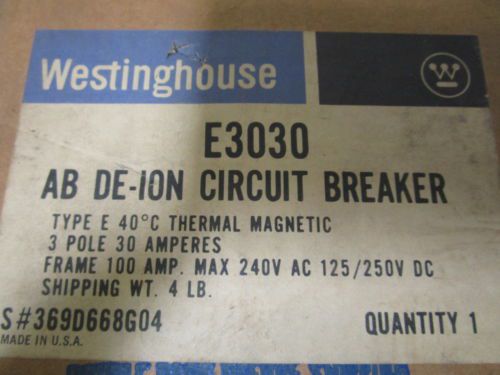 Westinghouse
W
E3030
AB DE-ION CIRCUIT BREAKER
TYPE E 40°C THERMAL MAGNETIC
3 POLE 30 AMPERES
FRAME 100 AMP. MAX 240V AC 125/250V DC
SHIPPING WT. 4 LB.
S#369D668G04 QUANTITY 1
MADE IN U.S.A.